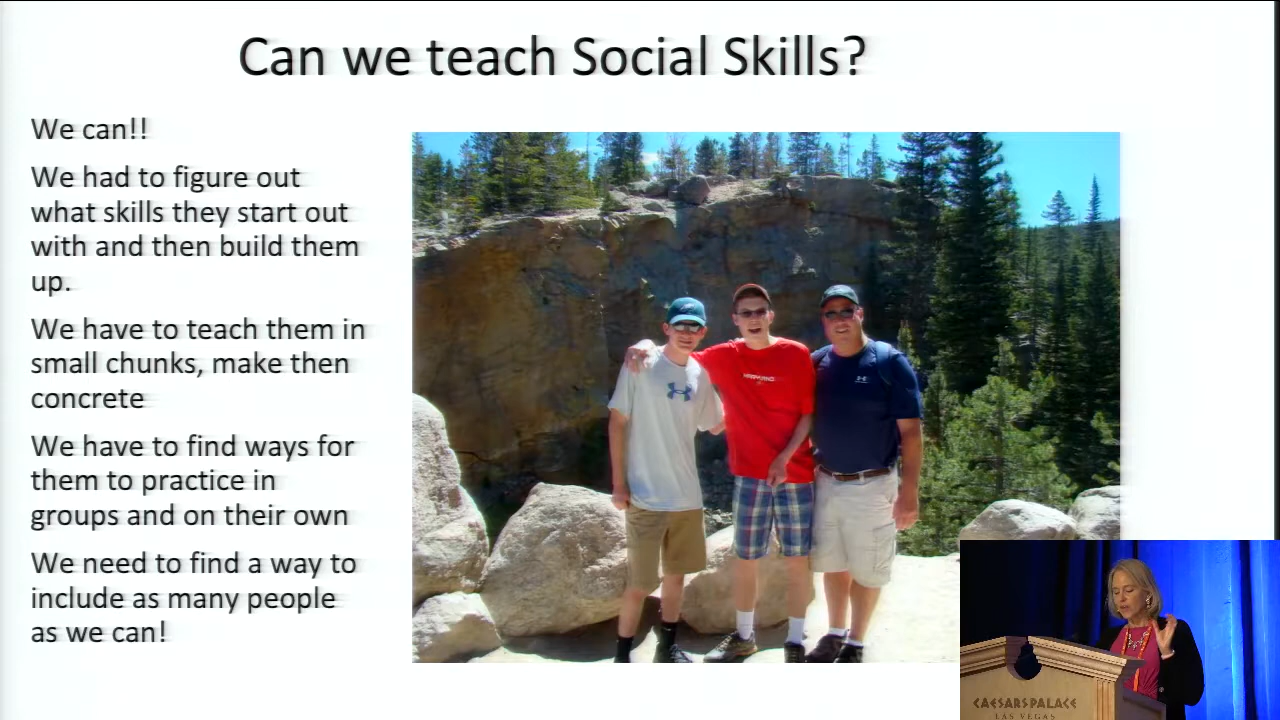 Can we teach Social Skills?
We can!!
We had to figure out
what skills they start out
with and then build them
up.
We have to teach them in
small chunks, make then
concrete
We have to find ways for
them to practice in
groups and on their own
We need to find a way to
include as many people
as we can!
CAESARS PALACE
LAS VEGAS